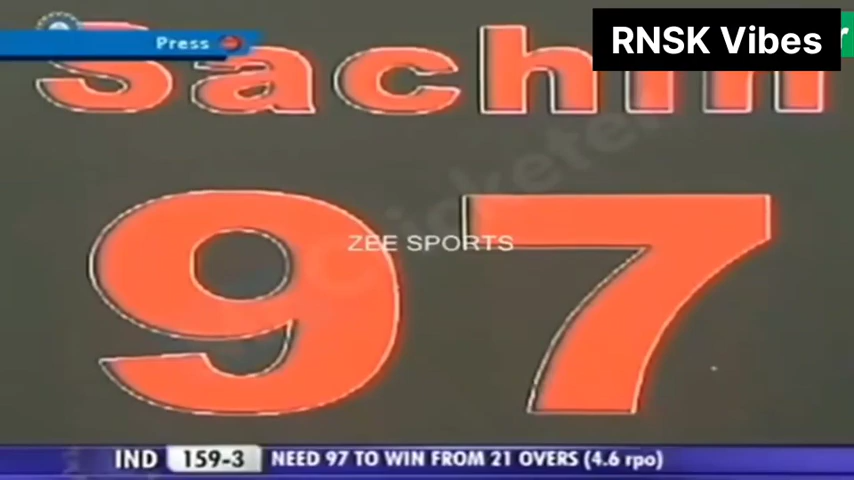 RNSK Vibes
Press
Sachin
97
ZEE SPORTS
IND 159-3 NEED 97 TO WIN FROM 21 OVERS (4.6 rpo)